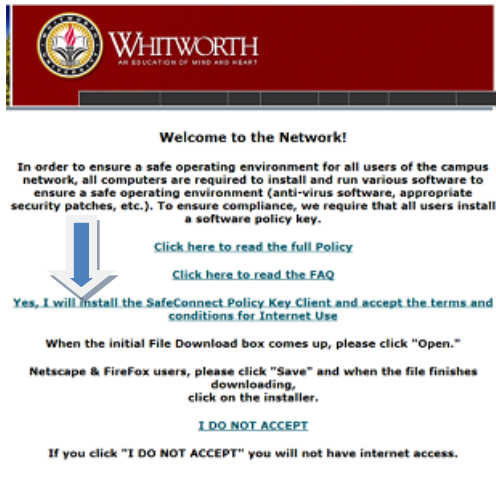 WHITWORTH
AN EDUCATION OF MIND AND HEART
Welcome to the Network!
In order to ensure a safe operating environment for all users of the campus
network, all computers are required to install and run various software to
ensure a safe operating environment (anti-virus software, appropriate
security patches, etc.). To ensure compliance, we require that all users install
a software policy key.
Click here to read the full Policy
Click here to read the FAQ
Yes, I will install the SafeConnect Policy Key Client and accept the terms and
conditions for Internet Use
When the initial File Download box comes up, please click "Open."
Netscape & FireFox users, please click "Save" and when the file finishes
downloading,
click on the installer.
I DO NOT ACCEPT
If you click "I DO NOT ACCEPT" you will not have internet access.